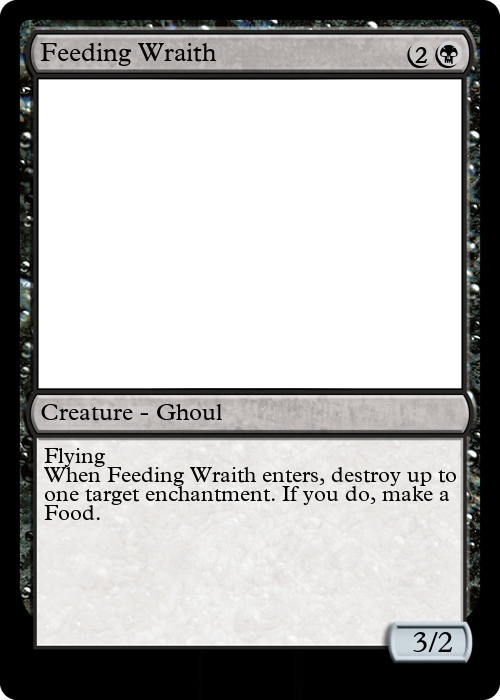 Feeding Wraith 2
Creature - Ghoul
Flying
When Feeding Wraith enters, destroy up to
one target enchantment. If you do, make a
Food.
3/2